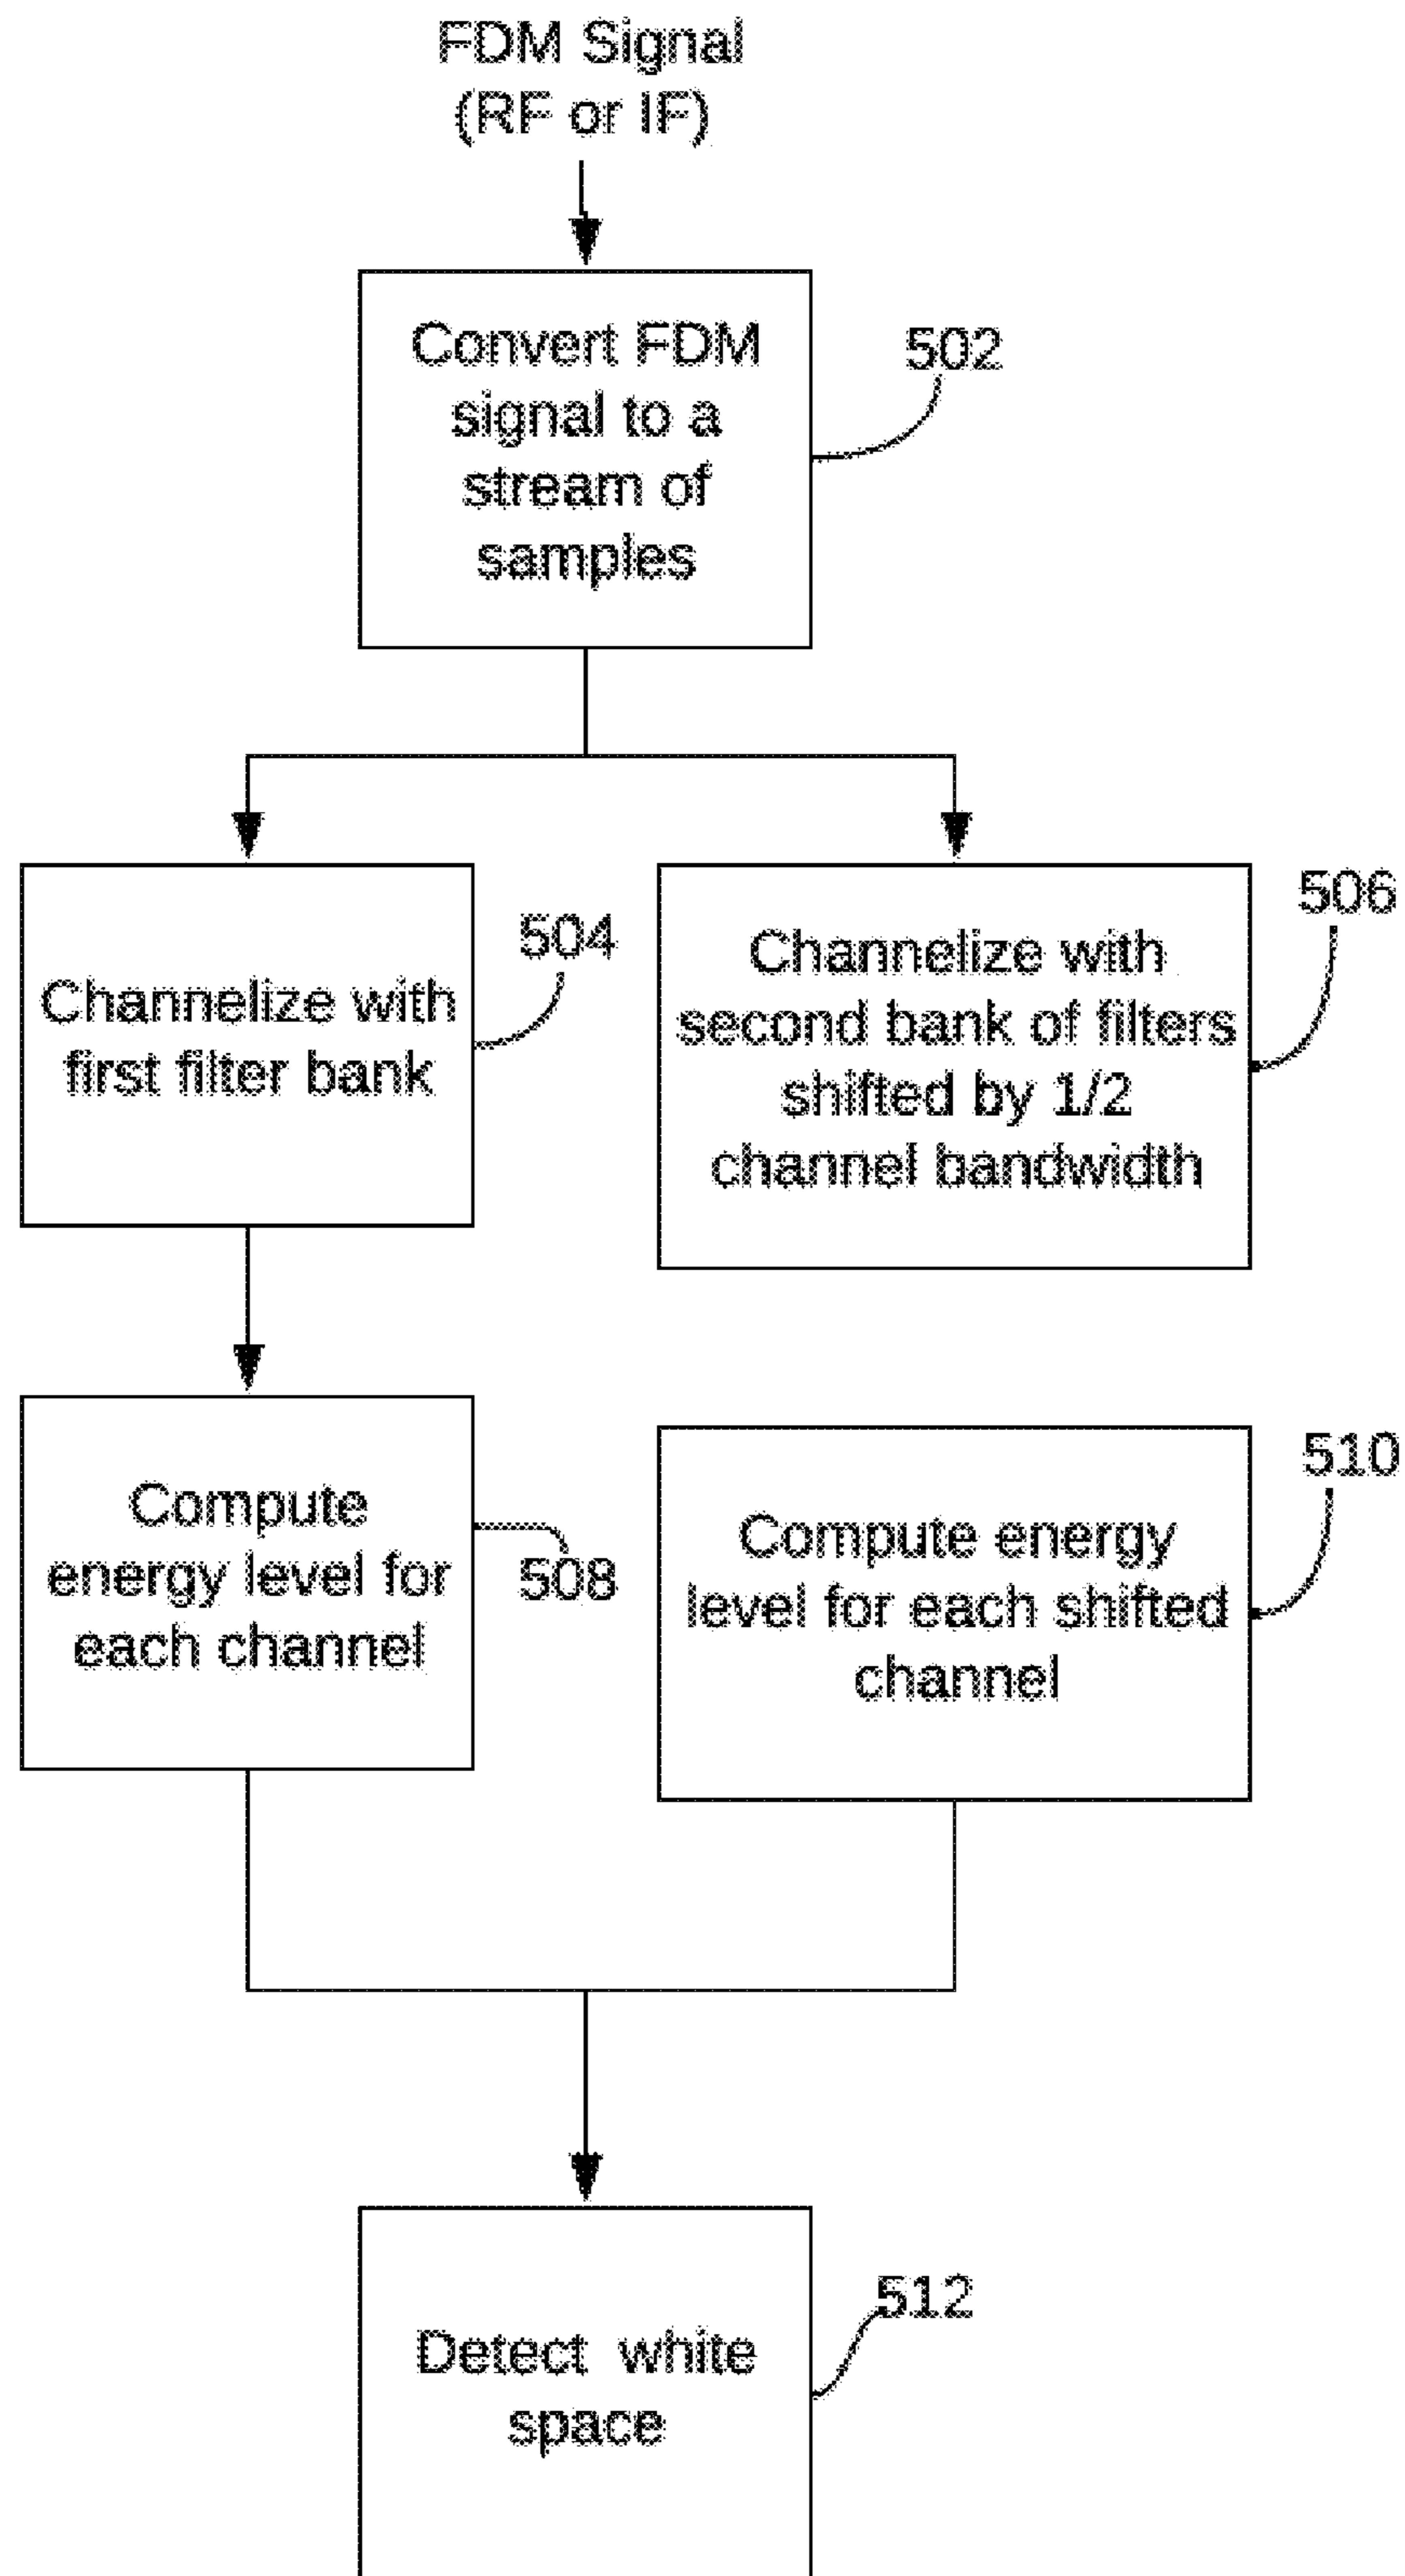 FDM Signal
(RF or IF)
Convert FDM
signal to a
stream of
samples
502
Channelize with
first filter bank
504
Channelize with
second bank of filters
shifted by 1/2
channel bandwidth
506
Compute
energy level for
each channel
508
Compute energy
level for each shifted
channel
510
Detect white
space
512